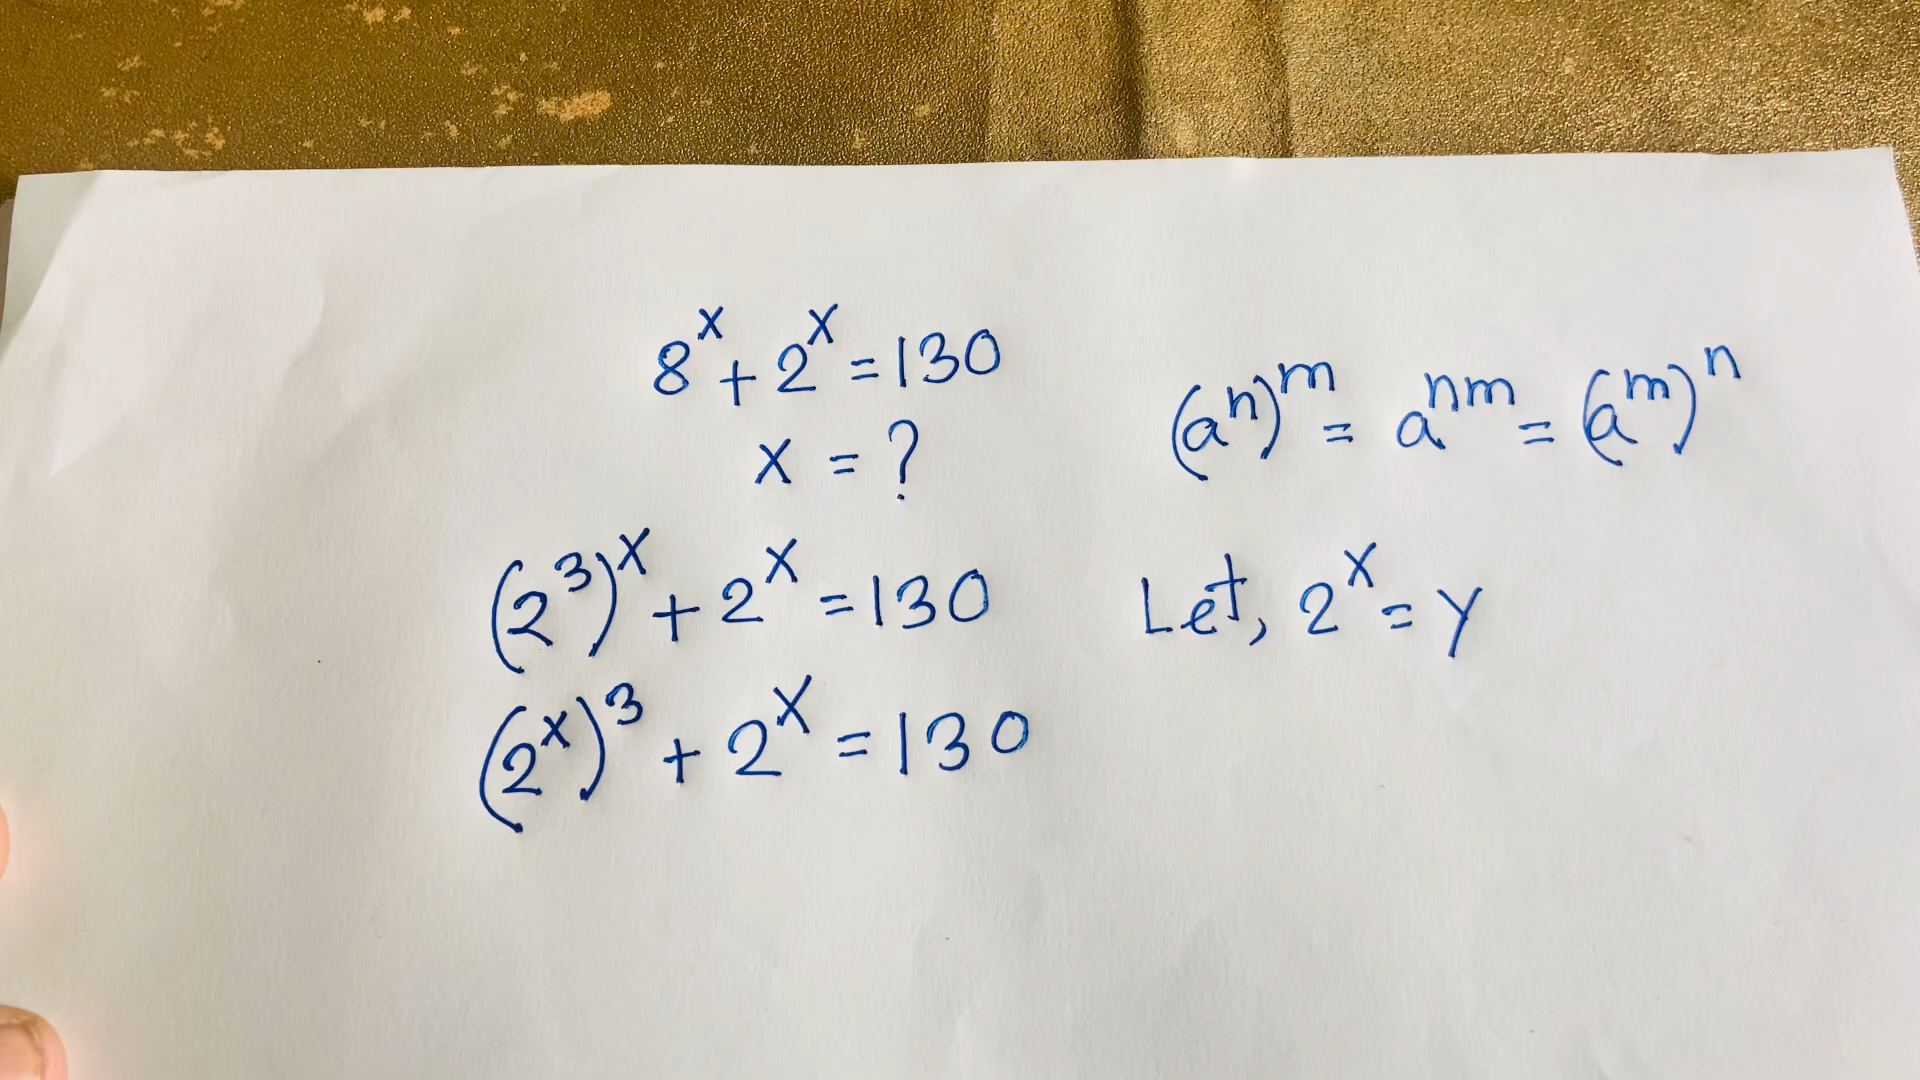 8^x + 2^x = 130
x = ?
(2^3)^x + 2^x = 130
(2^x)^3 + 2^x = 130
(a^n)^m = a^nm = (a^m)^n
Let, 2^x = y